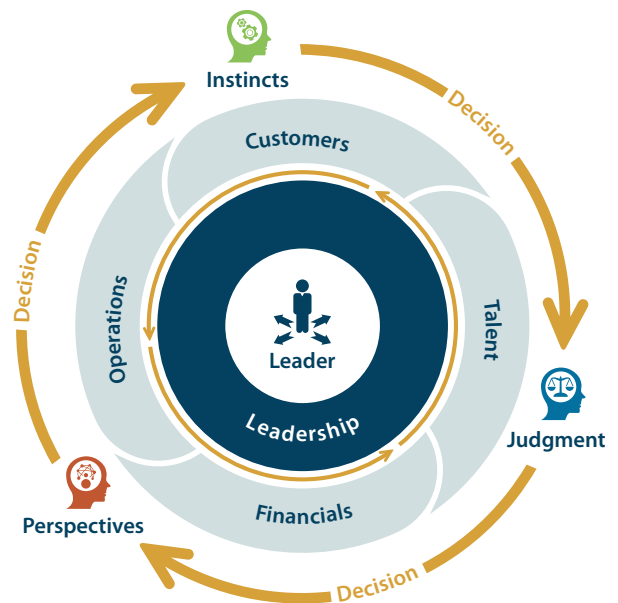 Instincts
Decision
Customers
Operations
Talent
Decision
Leader
Leadership
Judgment
Financials
Perspectives
Decision